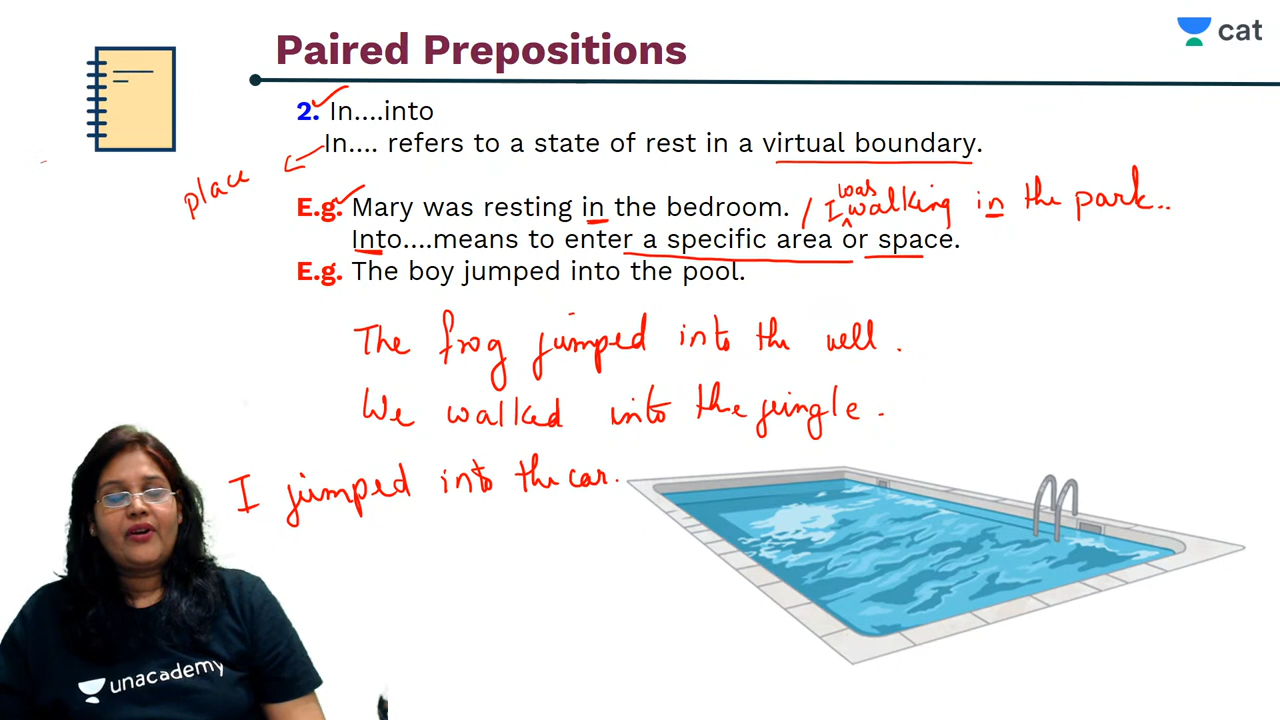 Paired Prepositions
cat
2. In....into
In.... refers to a state of rest in a virtual boundary.
place
E.g. Mary was resting in the bedroom. / I was walking in the park..
Into....means to enter a specific area or space.
E.g. The boy jumped into the pool.
The frog jumped into the well.
We walked into the jungle.
I jumped into the car.
unacademy